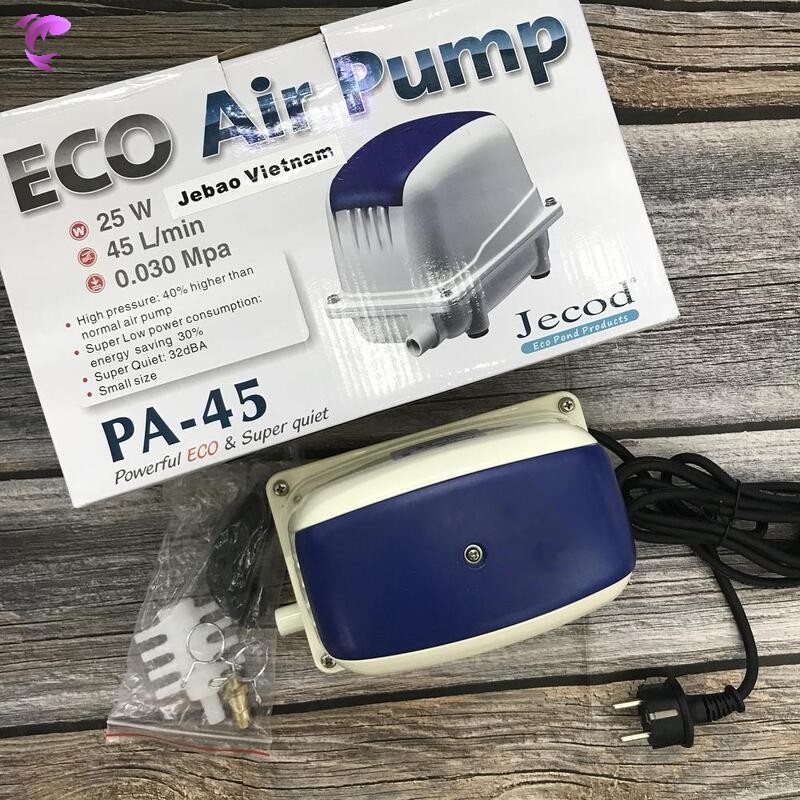 ECO Air Pump
Jebao Vietnam
W 25 W
45 L/min
0.030 Mpa
• High pressure: 40% higher than
normal air pump
• Super Low power consumption:
energy saving 30%
• Super Quiet: 32dBA
• Small size
Jecod®
Eco Pond Products
PA-45
Powerful ECO & Super quiet